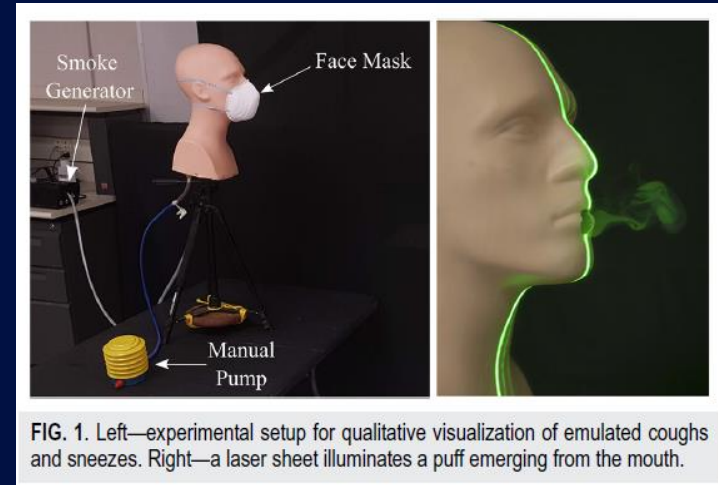 Smoke
Generator
Face Mask
Manual
Pump
FIG. 1. Left—experimental setup for qualitative visualization of emulated coughs
and sneezes. Right—a laser sheet illuminates a puff emerging from the mouth.